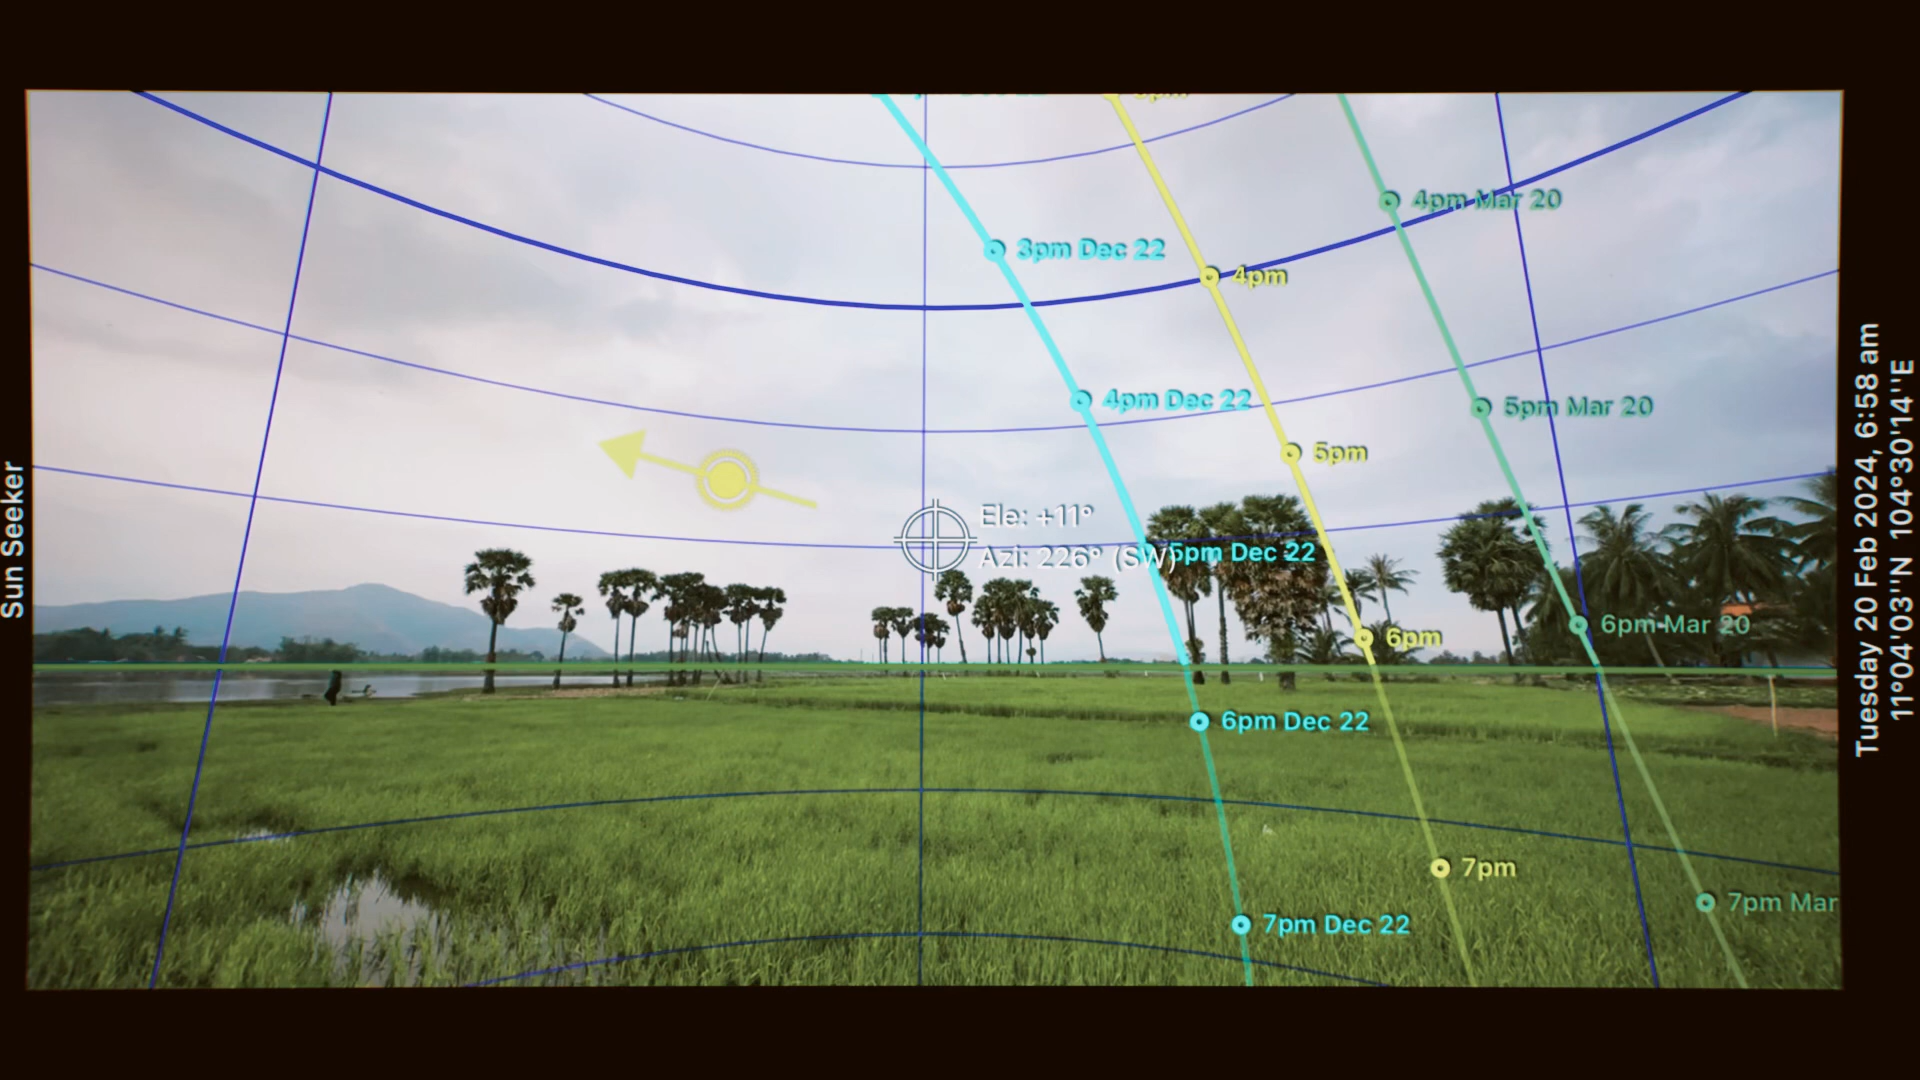 Sun Seeker
3pm Dec 22
4pm Mar 20
4pm
4pm Dec 22
5pm Mar 20
5pm
Ele: +11°
Azi: 226° (SW)
5pm Dec 22
6pm Mar 20
6pm
6pm Dec 22
7pm
7pm Mar
7pm Dec 22
Tuesday 20 Feb 2024, 6:58 am
11°04'03''N 104°30'14''E